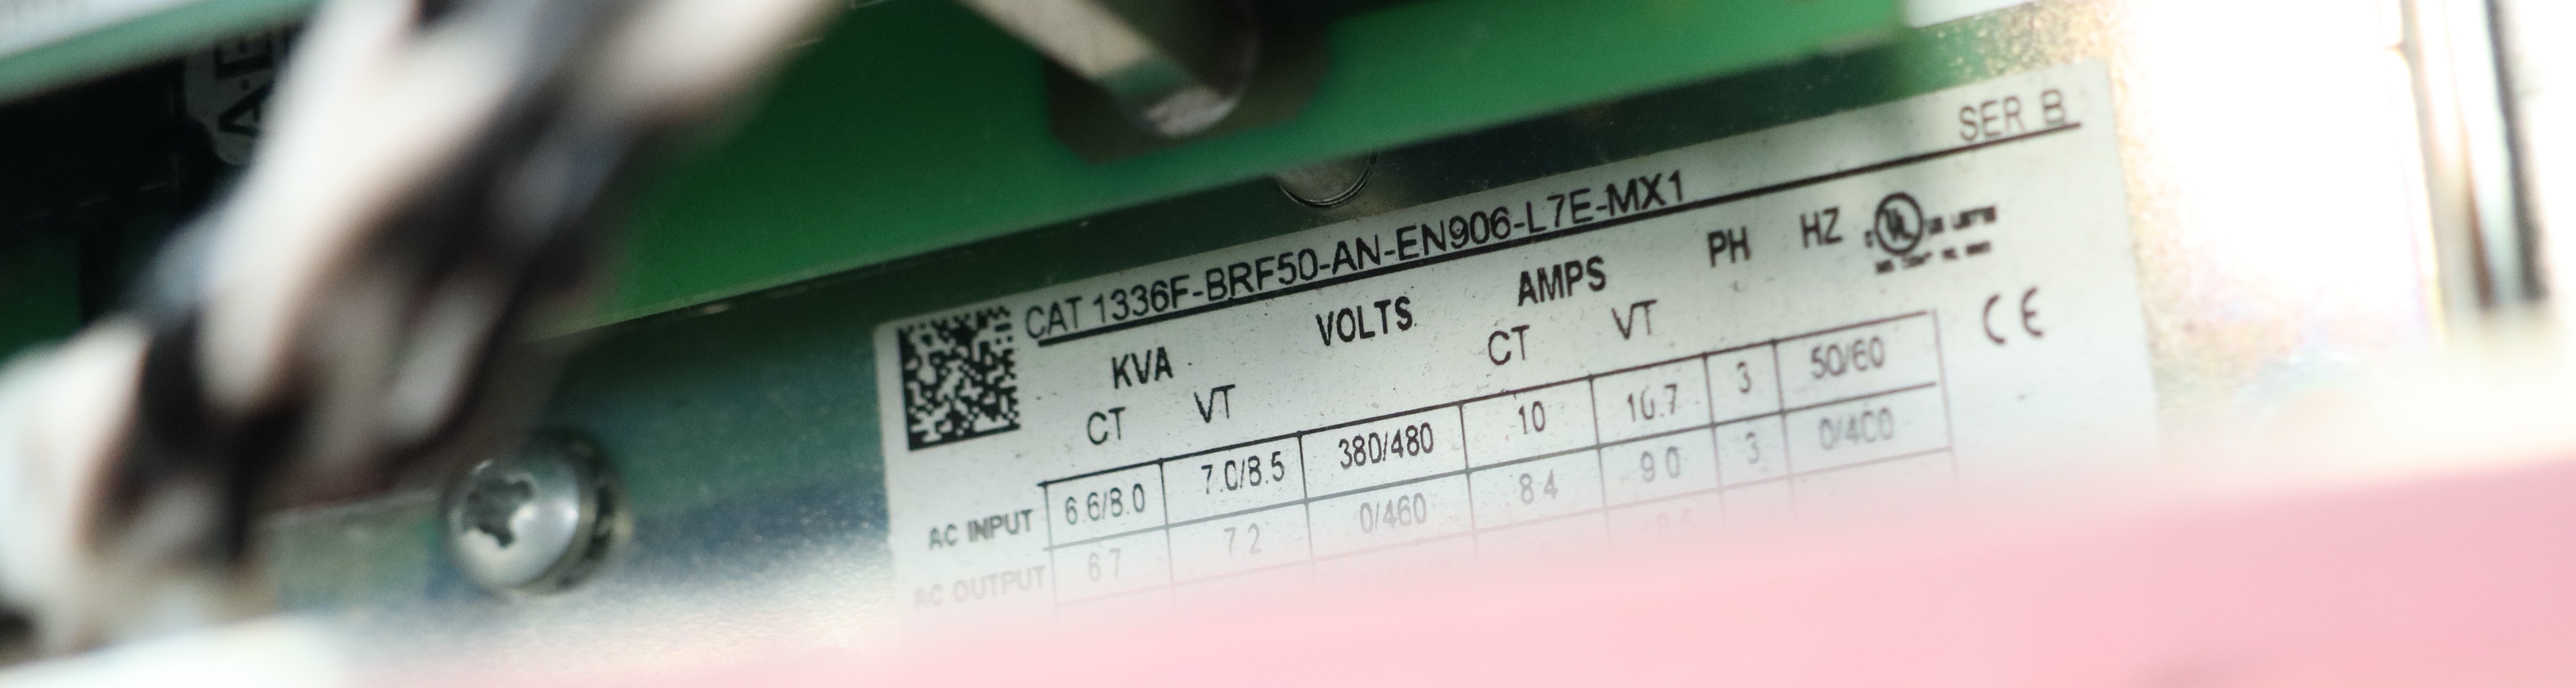 A-B
SER B
CAT 1336F-BRF50-AN-EN906-L7E-MX1
KVA VOLTS AMPS PH HZ
CT VT CT VT
AC INPUT 6.6/8.0 7.0/8.5 380/480 10 10.7 3 50/60
AC OUTPUT 6.7 7.2 0/460 8.4 9.0 3 0/400
UL
CE